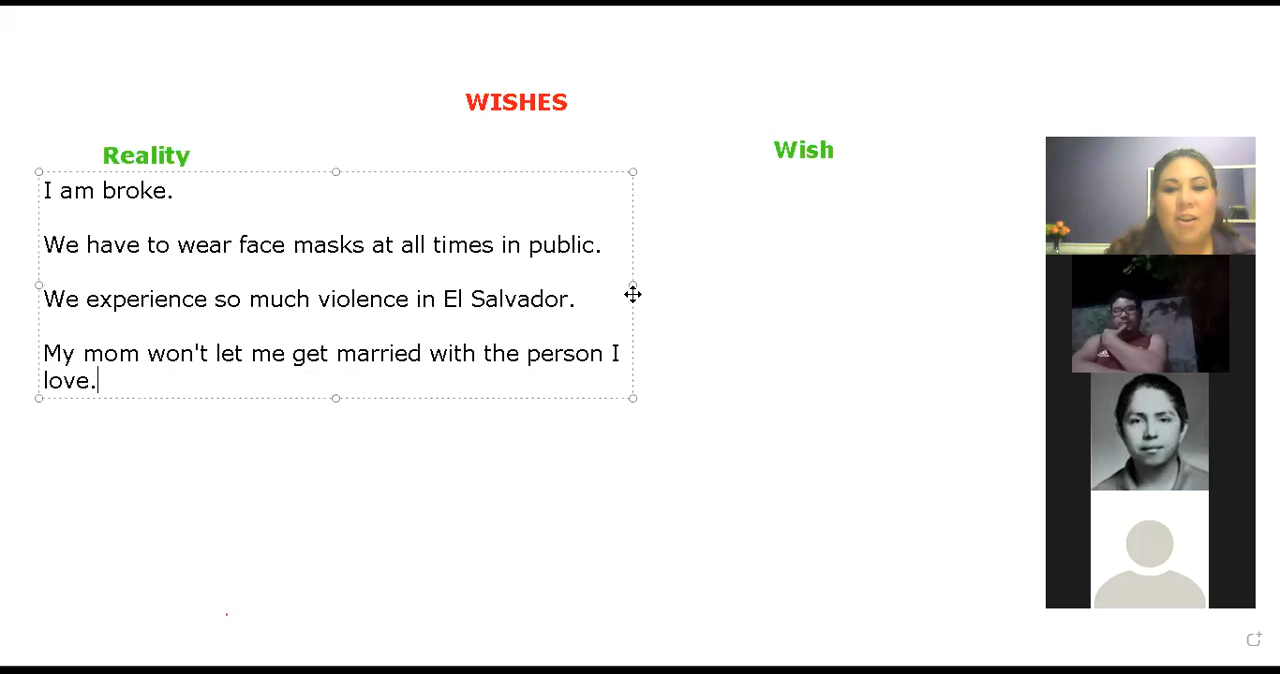 WISHES
Reality
Wish
I am broke.
We have to wear face masks at all times in public.
We experience so much violence in El Salvador.
My mom won't let me get married with the person I
love.